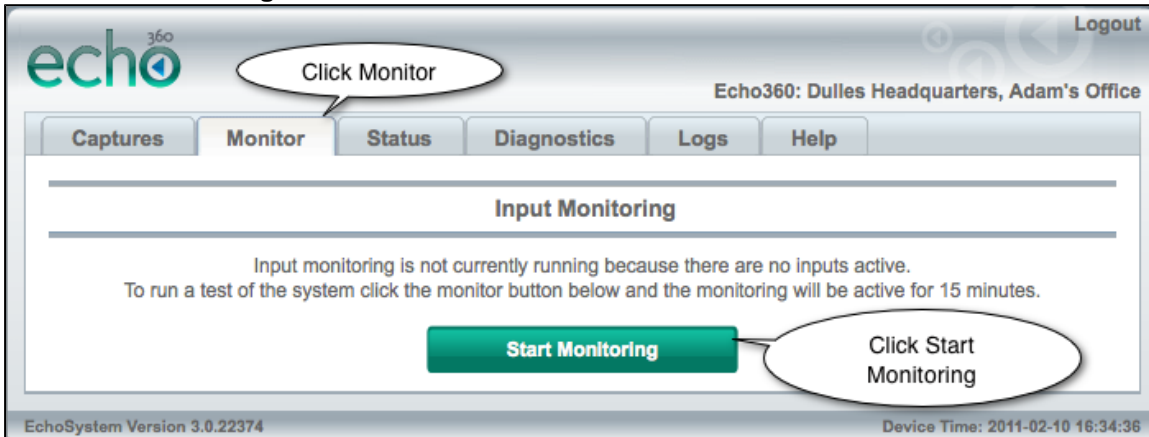 Logout
echo 360
Click Monitor
Echo360: Dulles Headquarters, Adam's Office
Captures Monitor Status Diagnostics Logs Help
Input Monitoring
Input monitoring is not currently running because there are no inputs active.
To run a test of the system click the monitor button below and the monitoring will be active for 15 minutes.
Start Monitoring
Click Start
Monitoring
EchoSystem Version 3.0.22374 Device Time: 2011-02-10 16:34:36